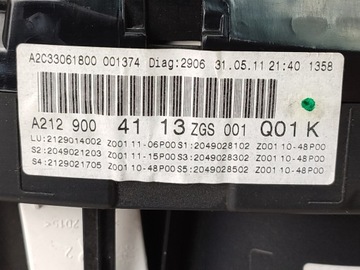 A2C33061800 001374 Diag:2906 31.05.11 21:40 1358
A212 900 41 13 ZGS 001 Q01 K
LU:2129014002 Z001 11-06P00 S1:2049028102 Z001 10-48P00
S2:2049021203 Z001 11-15P00 S3:2049028302 Z001 10-48P00
S4:2129021705 Z001 10-48P00 S5:2049028502 Z001 10-48P00